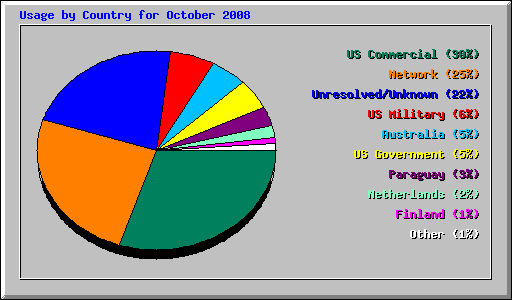 Usage by Country for October 2008
US Commercial (30%)
Network (25%)
Unresolved/Unknown (22%)
US Military (6%)
Australia (5%)
US Government (5%)
Paraguay (3%)
Netherlands (2%)
Finland (1%)
Other (1%)